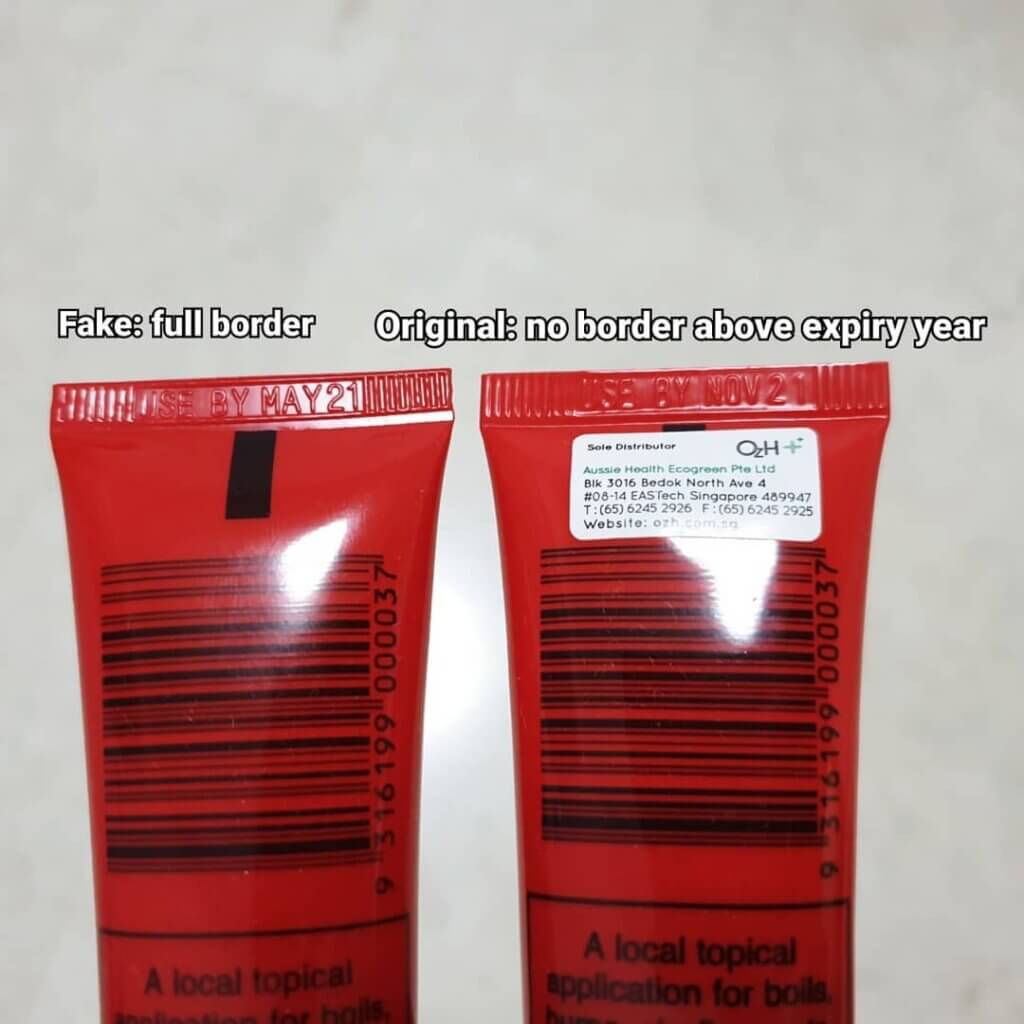 Fake: full border
Original: no border above expiry year
USE BY MAY21
USE BY NOV21
Sole Distributor
OzH
Aussie Health Ecogreen Pte Ltd
Blk 3016 Bedok North Ave 4
#08-14 EASTech Singapore 489947
T:(65) 6245 2926 F:(65) 6245 2925
Website: ozh.com.sg
9 316199 000037
9 316199 000037
A local topical
application for boils,
A local topical
application for boils,